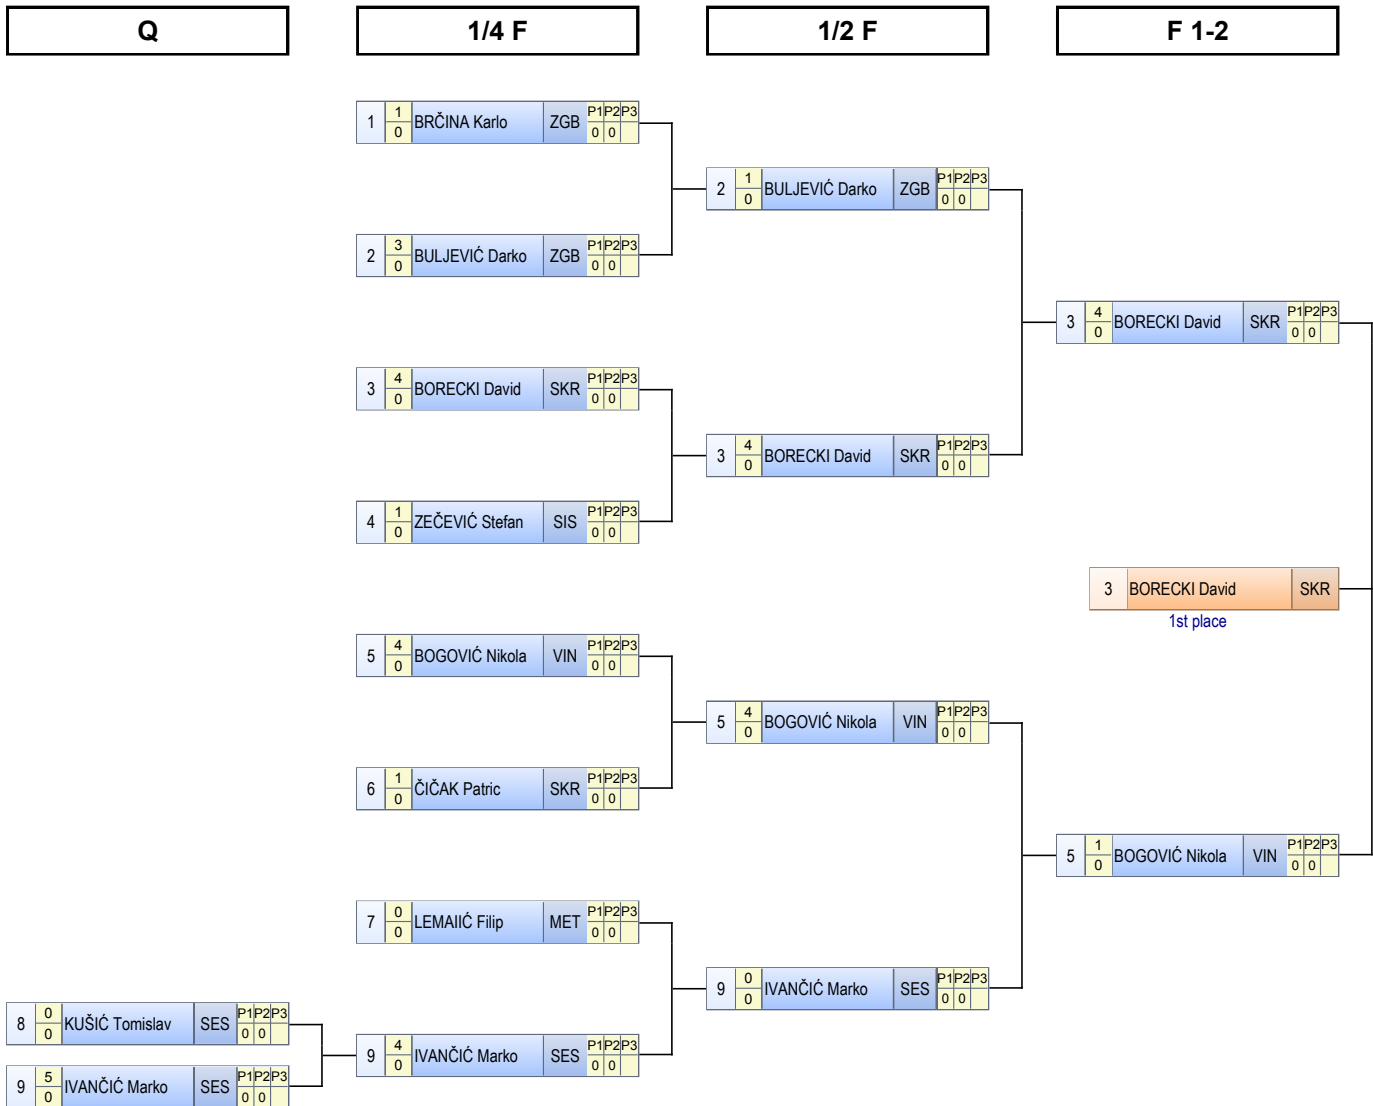 Q 1/4 F 1/2 F F 1-2
1 1 0 BRČINA Karlo ZGB P1 P2 P3 0 0
2 1 0 BULJEVIĆ Darko ZGB P1 P2 P3 0 0
2 3 0 BULJEVIĆ Darko ZGB P1 P2 P3 0 0
3 4 0 BORECKI David SKR P1 P2 P3 0 0
3 4 0 BORECKI David SKR P1 P2 P3 0 0
3 4 0 BORECKI David SKR P1 P2 P3 0 0
4 1 0 ZEČEVIĆ Stefan SIS P1 P2 P3 0 0
3 BORECKI David SKR
1st place
5 4 0 BOGOVIĆ Nikola VIN P1 P2 P3 0 0
5 4 0 BOGOVIĆ Nikola VIN P1 P2 P3 0 0
6 1 0 ČIČAK Patric SKR P1 P2 P3 0 0
5 1 0 BOGOVIĆ Nikola VIN P1 P2 P3 0 0
7 0 0 LEMAIIĆ Filip MET P1 P2 P3 0 0
9 0 0 IVANČIĆ Marko SES P1 P2 P3 0 0
8 0 0 KUŠIĆ Tomislav SES P1 P2 P3 0 0
9 4 0 IVANČIĆ Marko SES P1 P2 P3 0 0
9 5 0 IVANČIĆ Marko SES P1 P2 P3 0 0